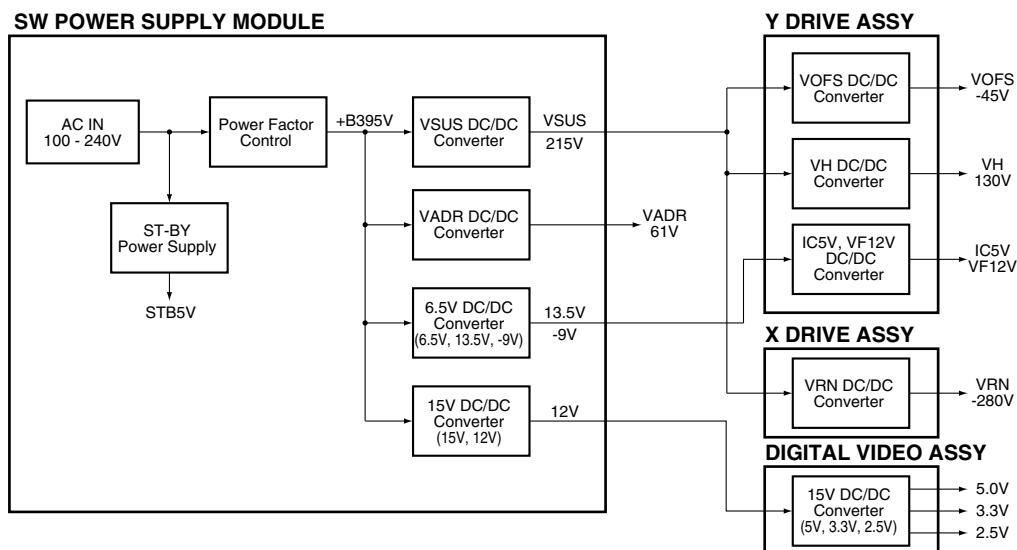 SW POWER SUPPLY MODULE
AC IN
100 - 240V
Power Factor
Control
+B395V
ST-BY
Power Supply
STB5V
VSUS DC/DC
Converter
VSUS
215V
VADR DC/DC
Converter
VADR
61V
6.5V DC/DC
Converter
(6.5V, 13.5V, -9V)
13.5V
-9V
15V DC/DC
Converter
(15V, 12V)
12V
Y DRIVE ASSY
VOFS DC/DC
Converter
VOFS
-45V
VH DC/DC
Converter
VH
130V
IC5V, VF12V
DC/DC
Converter
IC5V
VF12V
X DRIVE ASSY
VRN DC/DC
Converter
VRN
-280V
DIGITAL VIDEO ASSY
15V DC/DC
Converter
(5V, 3.3V, 2.5V)
5.0V
3.3V
2.5V